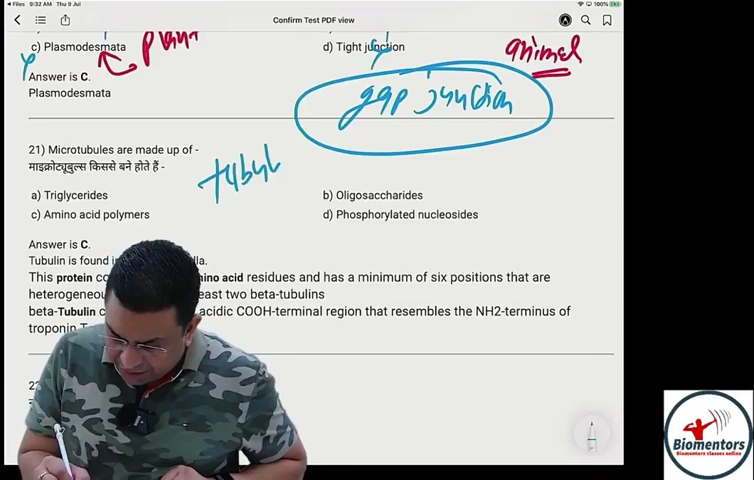 Files 9:32 AM Thu 9 Jul
100%
Confirm Test PDF view
c) Plasmodesmata
plant
d) Tight junction
animal
Answer is C.
Plasmodesmata
gap junction
21) Microtubules are made up of -
माइक्रोट्यूबुल्स किससे बने होते हैं -
tubul
a) Triglycerides
b) Oligosaccharides
c) Amino acid polymers
d) Phosphorylated nucleosides
Answer is C.
Tubulin is found
This protein amino acid residues and has a minimum of six positions that are
east two beta-tubulins
beta-Tubulin acidic COOH-terminal region that resembles the NH2-terminus of
troponin
Biomentors
Biomentors classes online